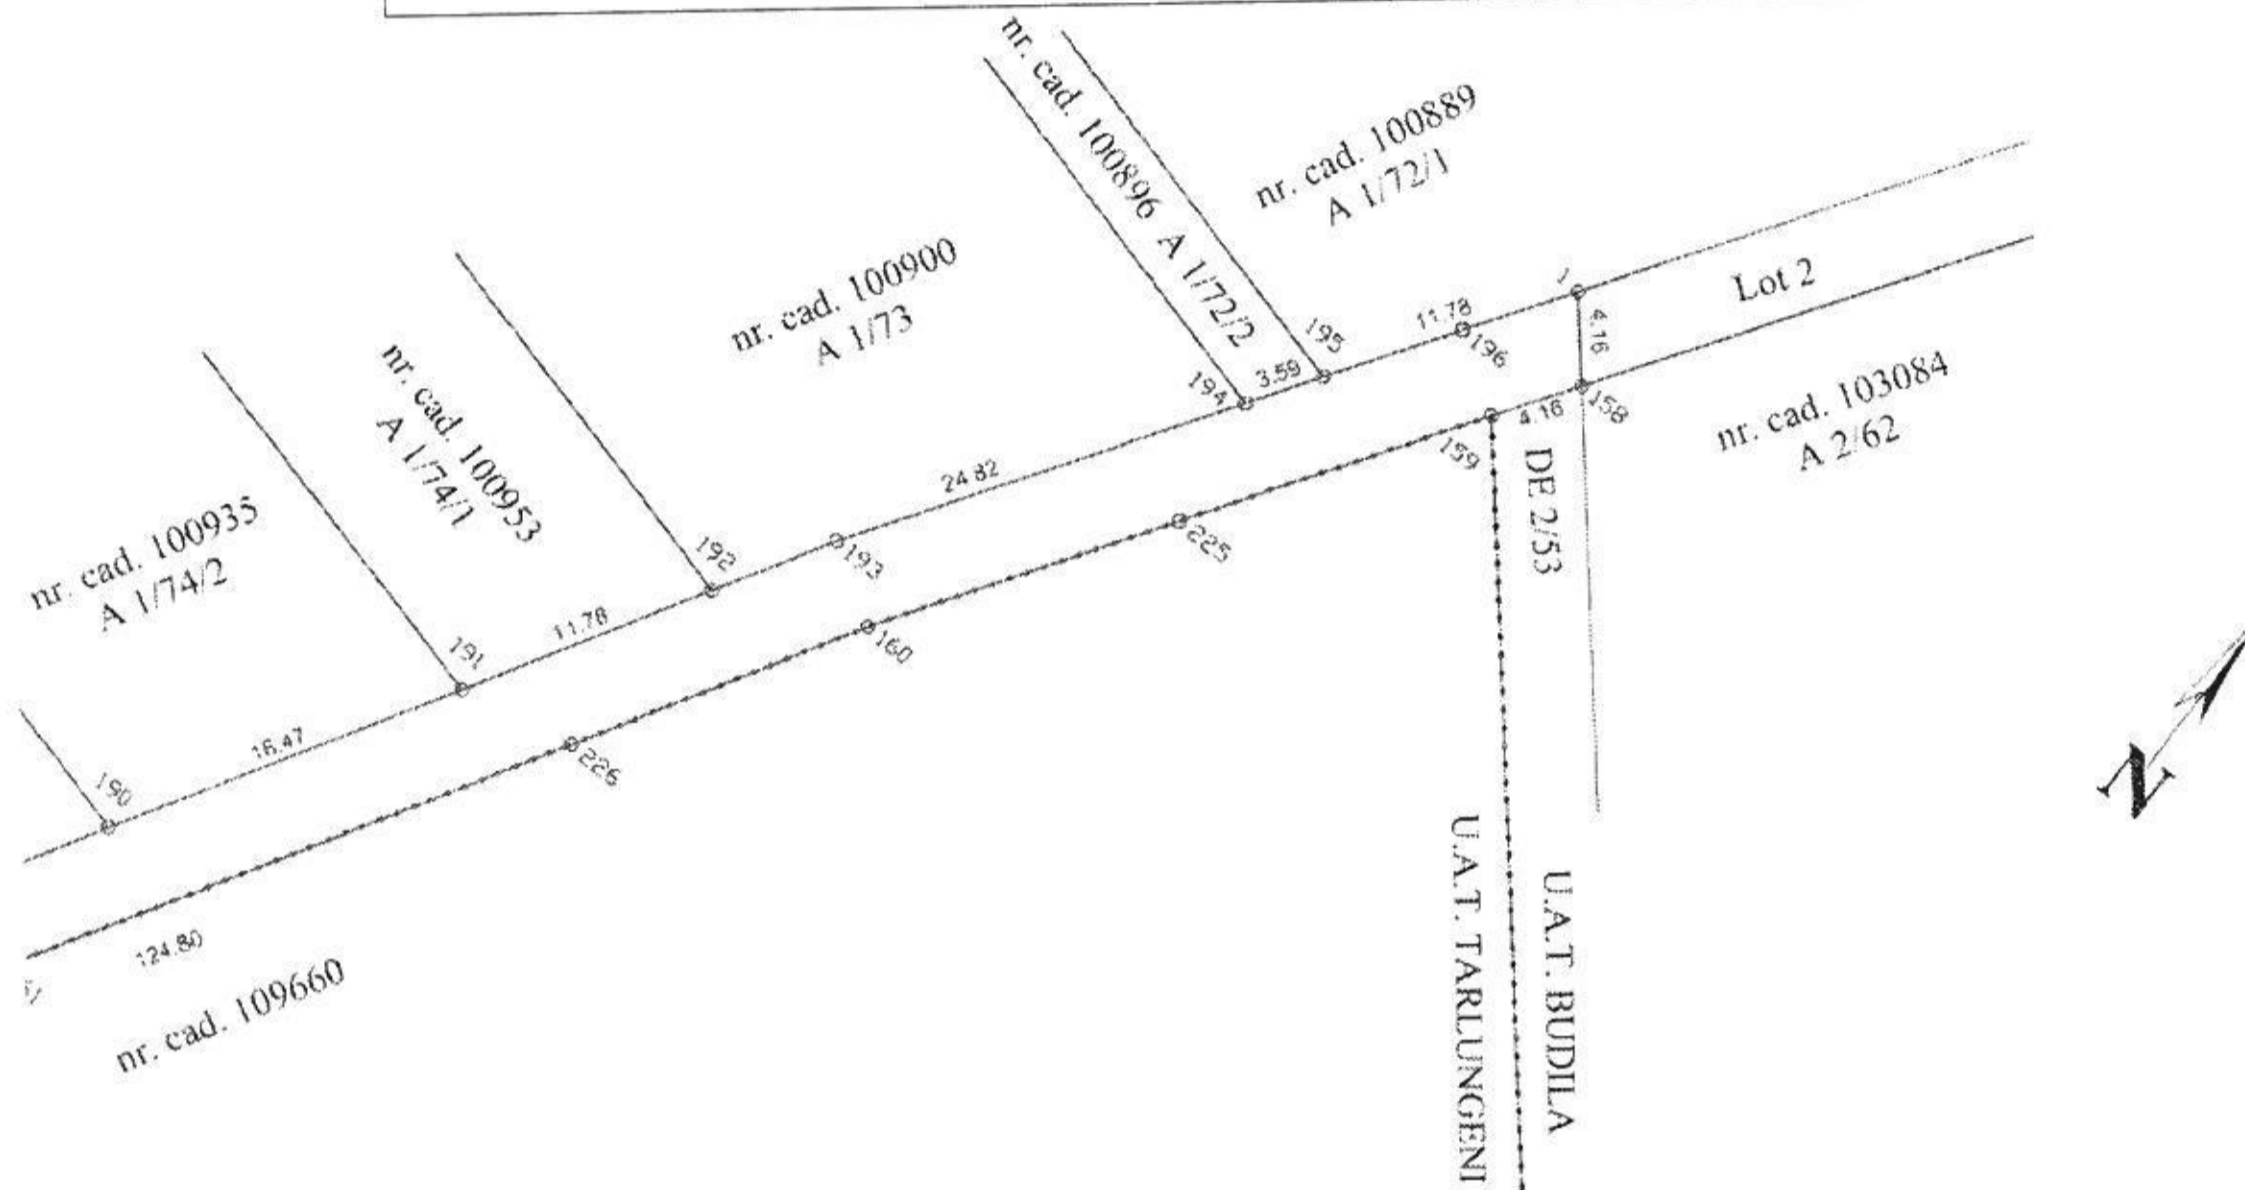 nr. cad. 100896 A 1/72/2
nr. cad. 100889
A 1/72/1
nr. cad. 100900
A 1/73
nr. cad. 100953
A 1/74/1
nr. cad. 100935
A 1/74/2
1
Lot 2
4.16
11.78
195
196
3.59
194
158
4.16
159
nr. cad. 103084
A 2/62
DE 2/53
24.82
192
193
225
191
11.78
160
16.47
226
190
124.80
nr. cad. 109660
U.A.T. TARLUNGENI
U.A.T. BUDILA
N